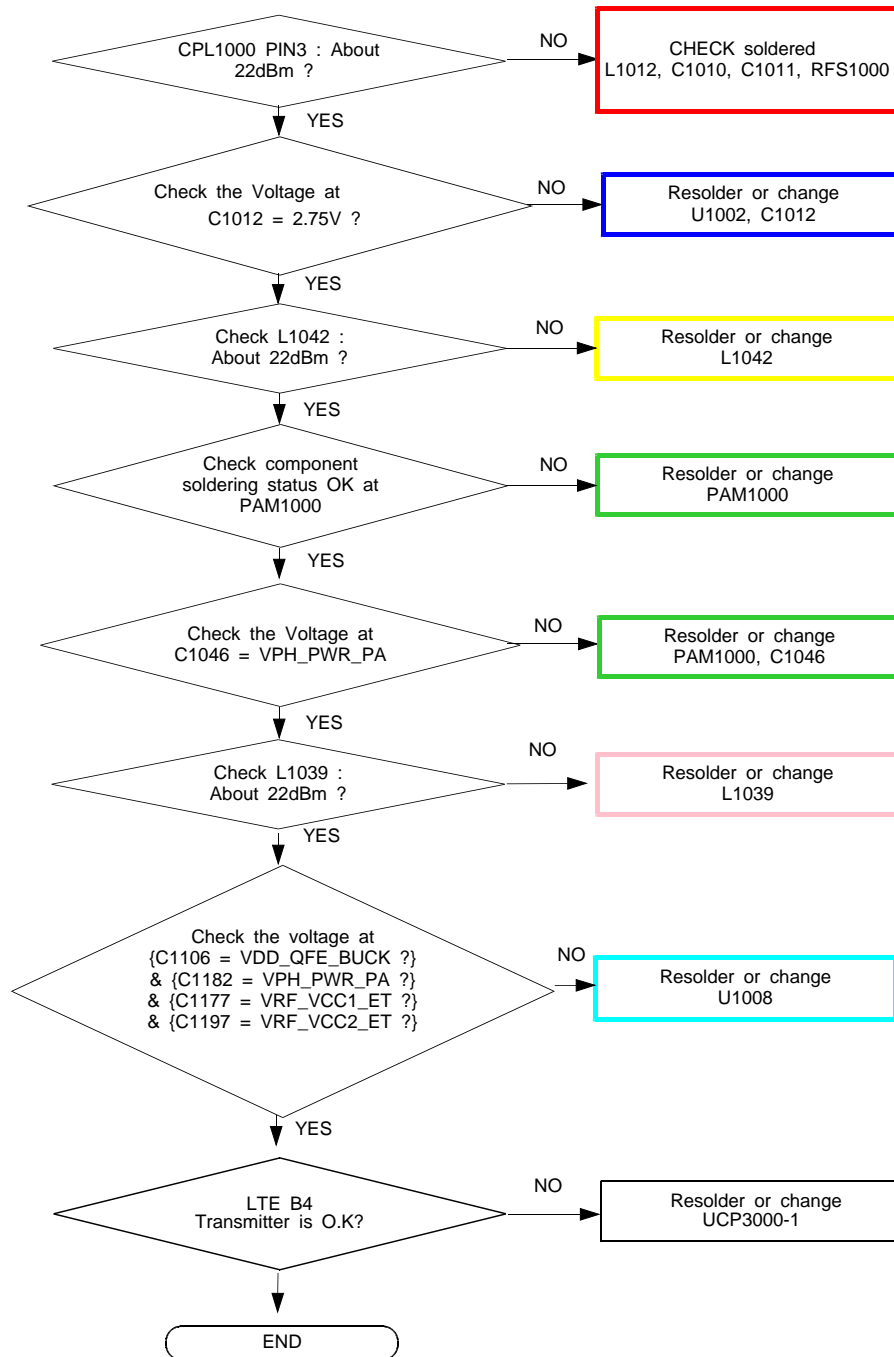 CPL1000 PIN3 : About
22dBm ?
NO
CHECK soldered
L1012, C1010, C1011, RFS1000
YES
Check the Voltage at
C1012 = 2.75V ?
NO
Resolder or change
U1002, C1012
YES
Check L1042 :
About 22dBm ?
NO
Resolder or change
L1042
YES
Check component
soldering status OK at
PAM1000
NO
Resolder or change
PAM1000
YES
Check the Voltage at
C1046 = VPH_PWR_PA
NO
Resolder or change
PAM1000, C1046
YES
Check L1039 :
About 22dBm ?
NO
Resolder or change
L1039
YES
Check the voltage at
{C1106 = VDD_QFE_BUCK ?}
& {C1182 = VPH_PWR_PA ?}
& {C1177 = VRF_VCC1_ET ?}
& {C1197 = VRF_VCC2_ET ?}
NO
Resolder or change
U1008
YES
LTE B4
Transmitter is O.K?
NO
Resolder or change
UCP3000-1
END